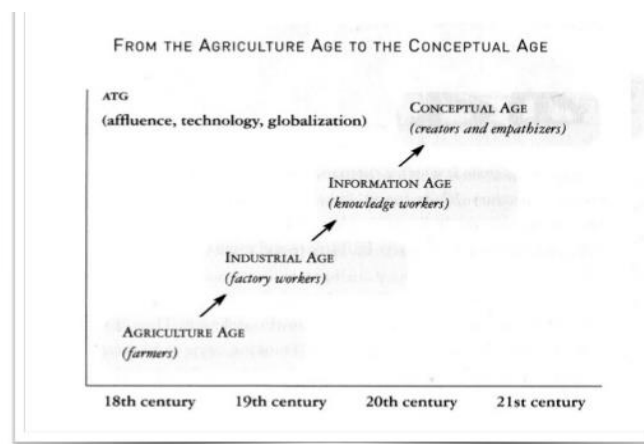 FROM THE AGRICULTURE AGE TO THE CONCEPTUAL AGE
ATG
(affluence, technology, globalization)
CONCEPTUAL AGE
(creators and empathizers)
INFORMATION AGE
(knowledge workers)
INDUSTRIAL AGE
(factory workers)
AGRICULTURE AGE
(farmers)
18th century 19th century 20th century 21st century